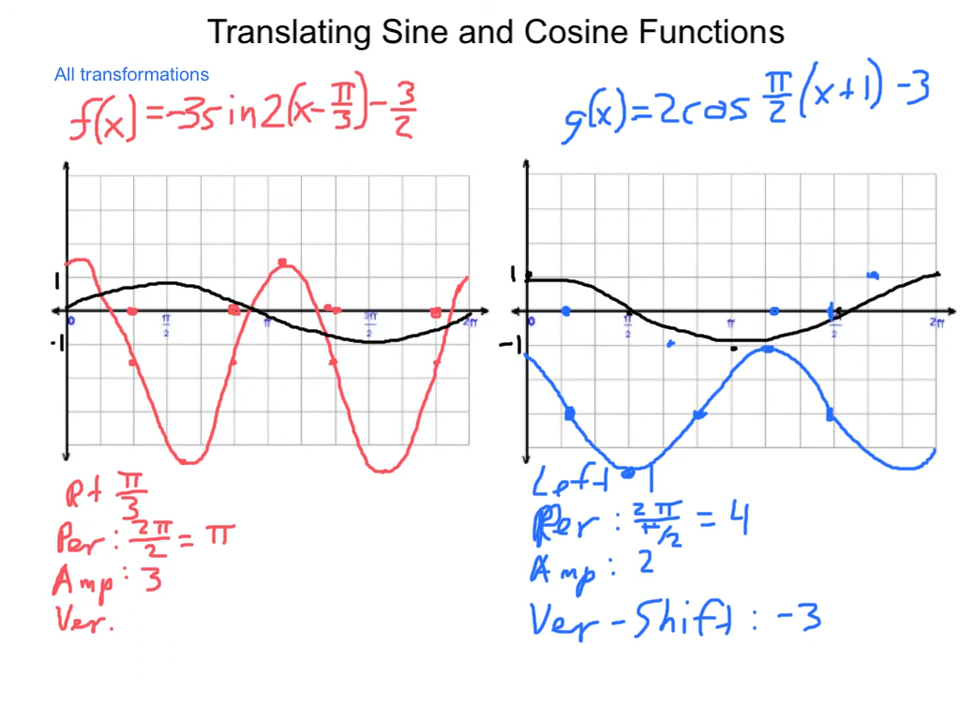 Translating Sine and Cosine Functions
All transformations
f(x)=-3sin2(x-π/3)-3/2
g(x)=2cos π/2(x+1)-3
1
-1
0 π/2 π 3π/2 2π
1
-1
0 π/2 π /2 2π
Rt π/3
Per: 2π/2 = π
Amp: 3
Ver.
Left 1
Per: 2π/π/2 = 4
Amp: 2
Ver-Shift: -3